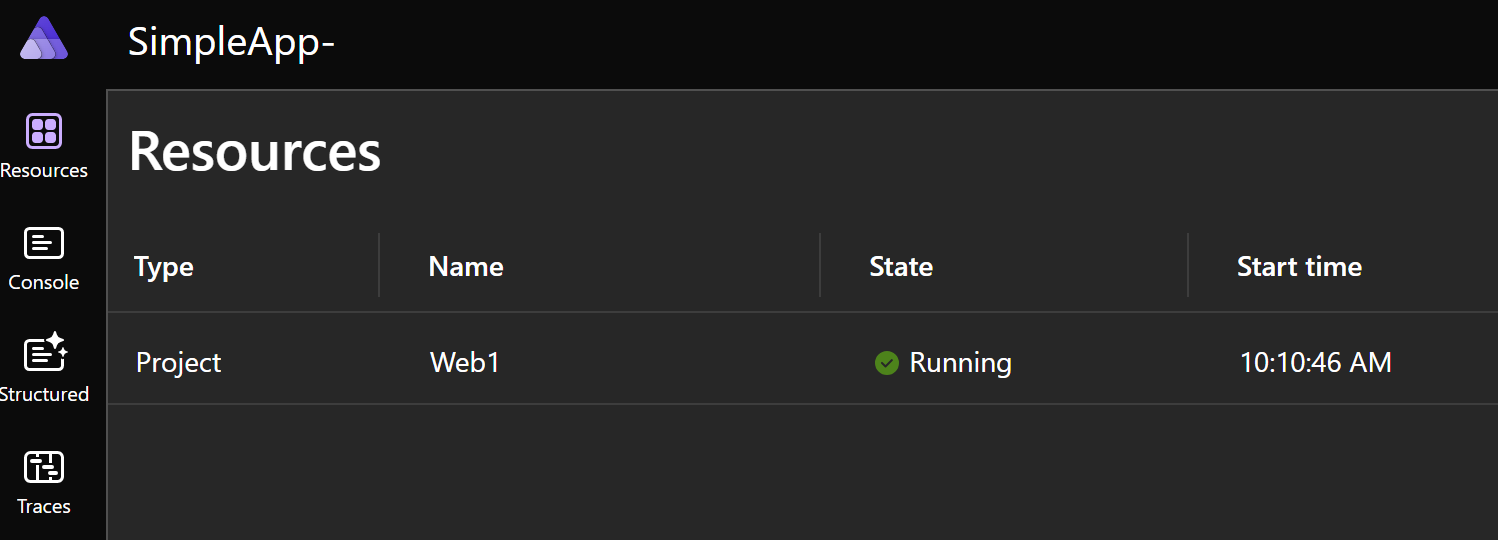 SimpleApp-
Resources
Console
Structured
Traces
Resources
Type Name State Start time
Project Web1 Running 10:10:46 AM